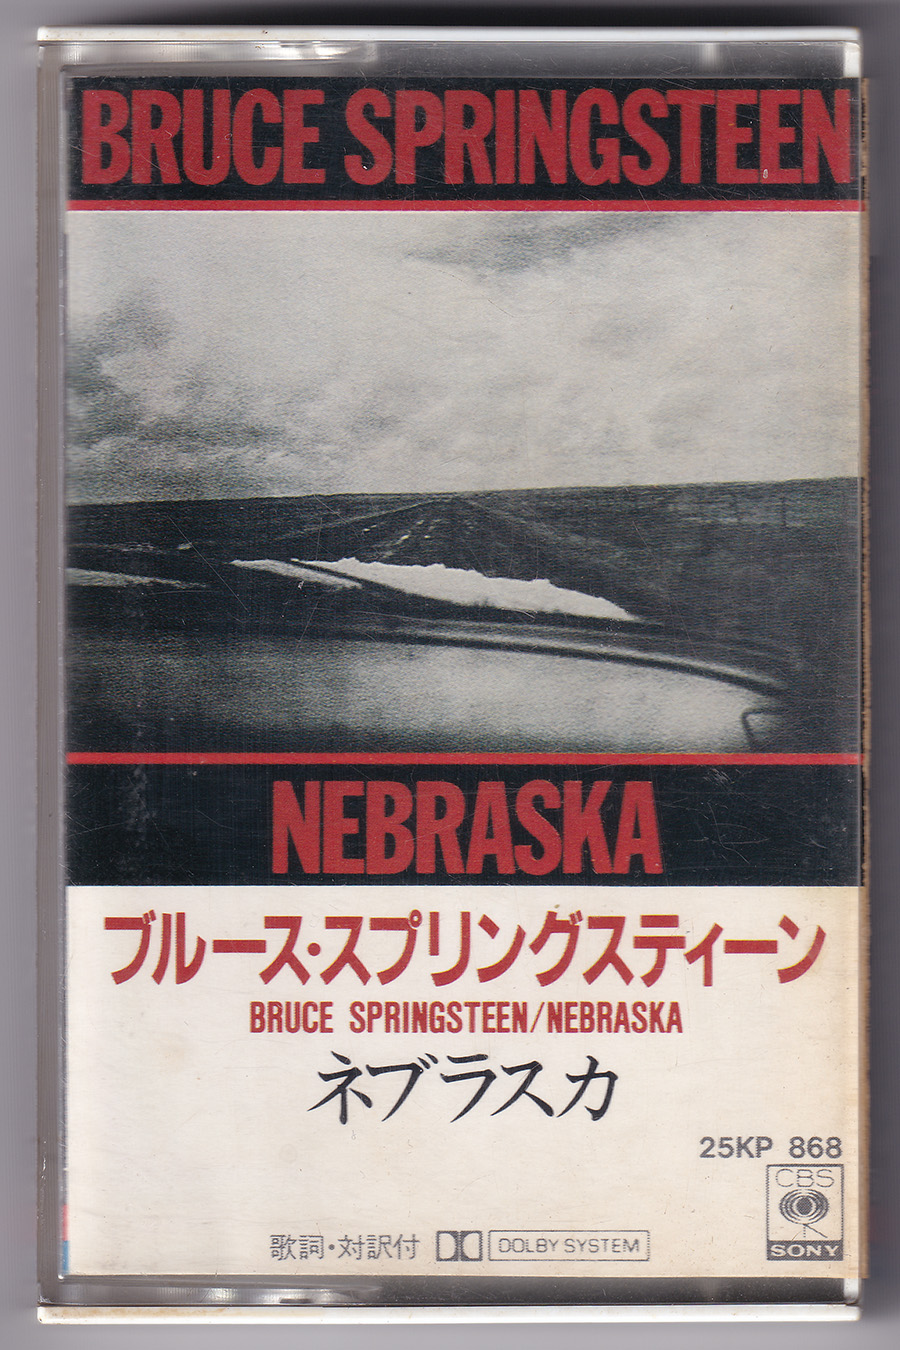 BRUCE SPRINGSTEEN
NEBRASKA
ブルース・スプリングスティーン
BRUCE SPRINGSTEEN/NEBRASKA
ネブラスカ
25KP 868
CBS
SONY
歌詞・対訳付 DOLBY SYSTEM